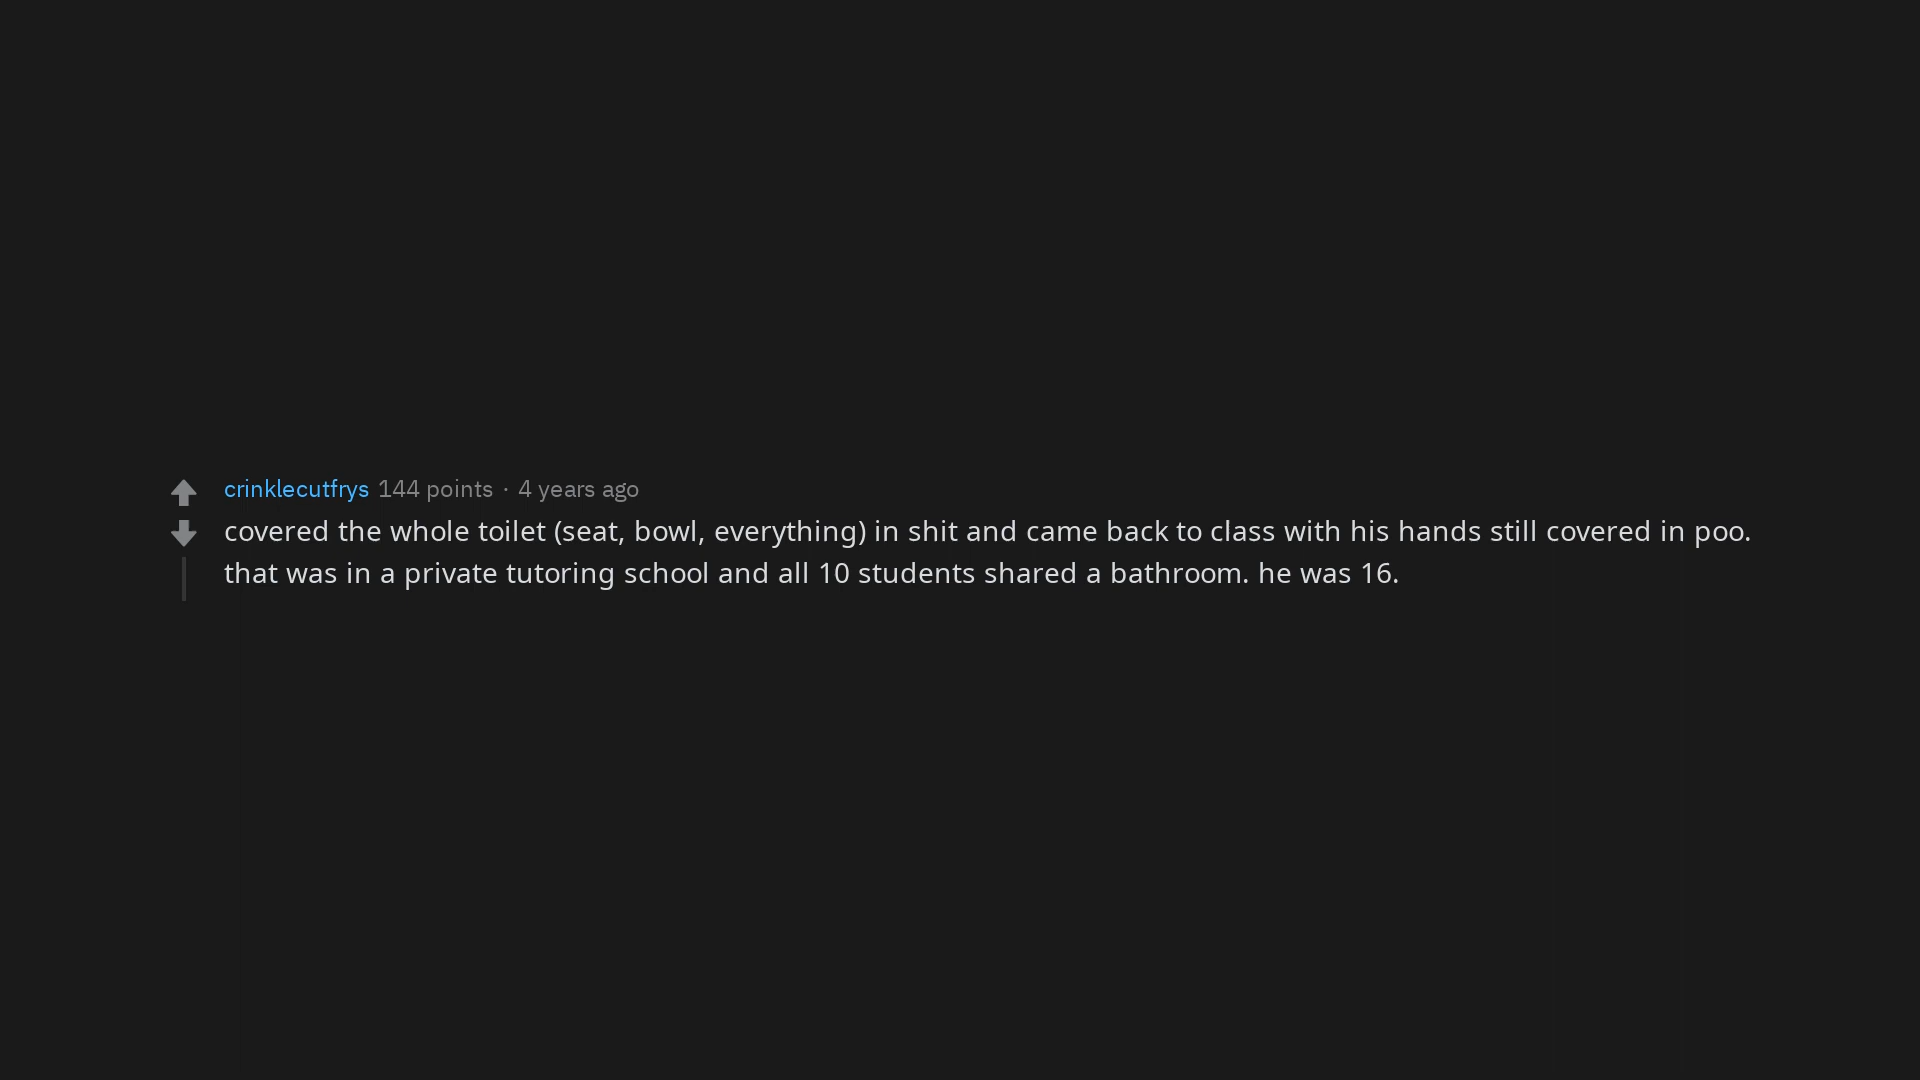 crinklecutfrys 144 points · 4 years ago
covered the whole toilet (seat, bowl, everything) in shit and came back to class with his hands still covered in poo.
that was in a private tutoring school and all 10 students shared a bathroom. he was 16.